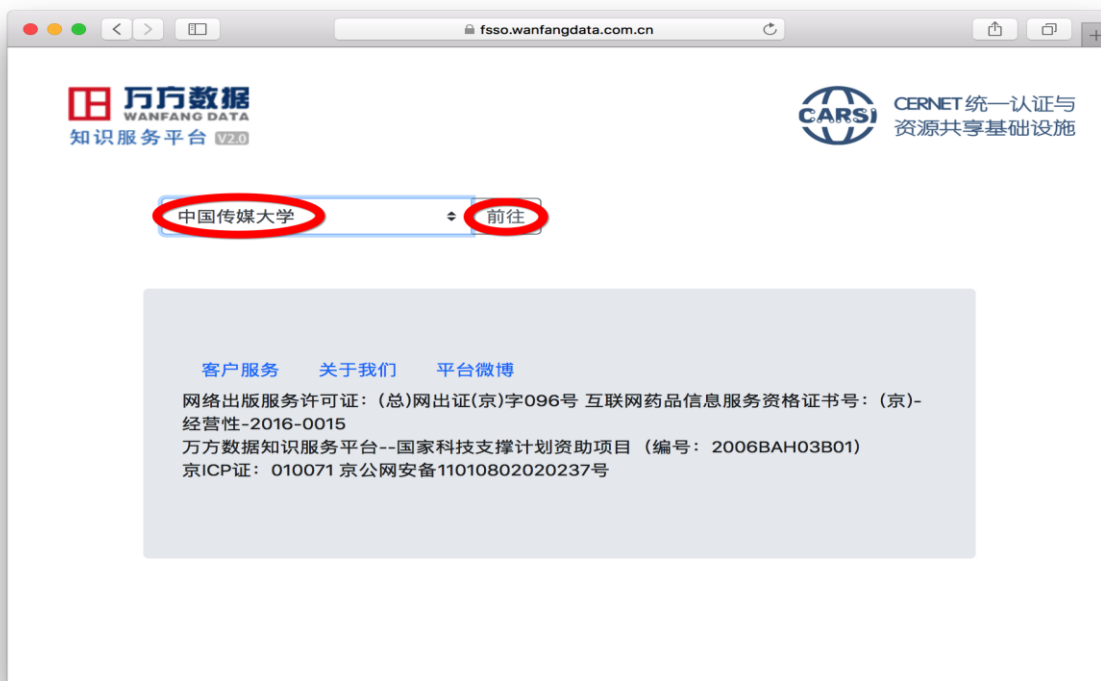 fsso.wanfangdata.com.cn
万方数据
WANFANG DATA
知识服务平台 V2.0
CARSI
CERNET统一认证与
资源共享基础设施
中国传媒大学
前往
客户服务 关于我们 平台微博
网络出版服务许可证：(总)网出证(京)字096号 互联网药品信息服务资格证书号：(京)-
经营性-2016-0015
万方数据知识服务平台--国家科技支撑计划资助项目（编号：2006BAH03B01）
京ICP证：010071 京公网安备11010802020237号